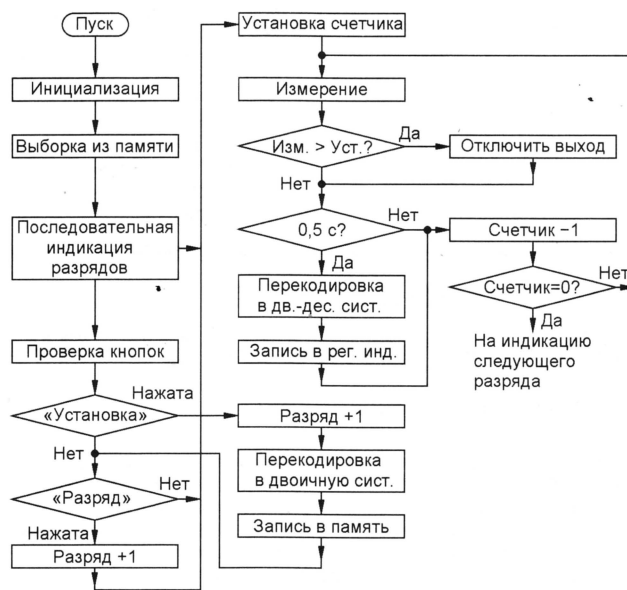 Пуск
Инициализация
Выборка из памяти
Последовательная
индикация
разрядов
Проверка кнопок
«Установка»
Нажата
Нет
«Разряд»
Нет
Нажата
Разряд +1
Установка счетчика
Измерение
Изм. > Уст.?
Да
Отключить выход
Нет
0,5 с?
Нет
Да
Счетчик −1
Перекодировка
в дв.-дес. сист.
Счетчик=0?
Нет
Да
Запись в рег. инд.
На индикацию
следующего
разряда
Разряд +1
Перекодировка
в двоичную сист.
Запись в память